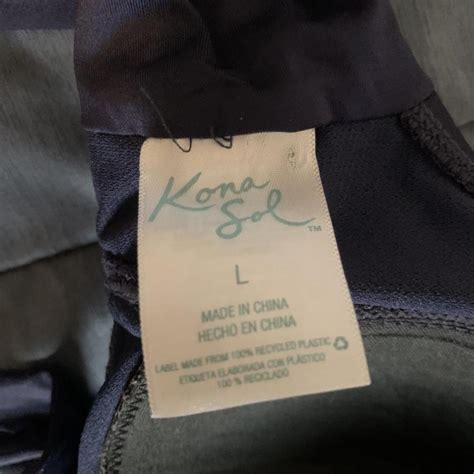 Kona
Sol
TM
L
MADE IN CHINA
HECHO EN CHINA
LABEL MADE FROM 100% RECYCLED PLASTIC
ETIQUETA ELABORADA CON PLÁSTICO
100 % RECICLADO